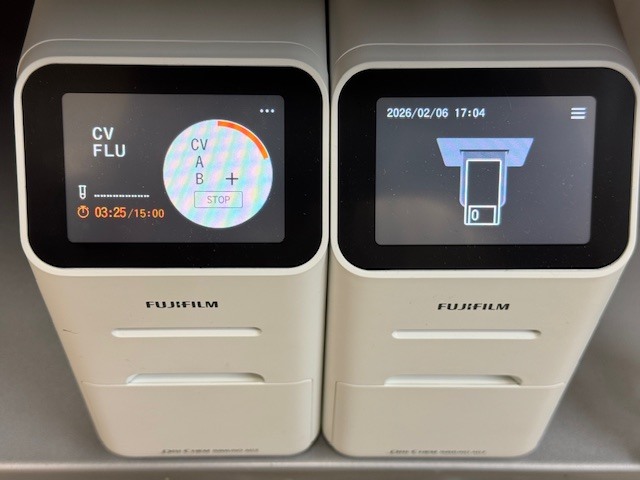 CV
FLU
CV
A
B +
STOP
03:25/15:00
FUJIFILM
2026/02/06 17:04
0
FUJIFILM